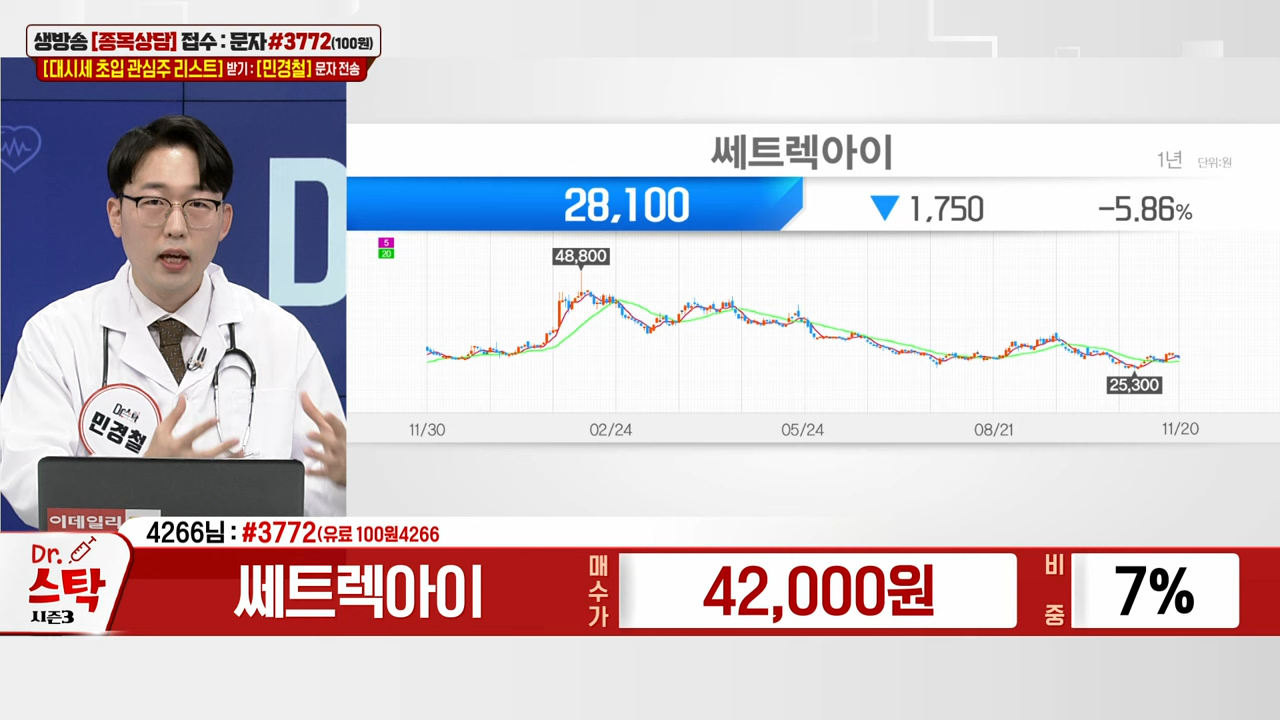 생방송 [종목상담] 접수 : 문자#3772(100원)
[대시세 초입 관심주 리스트] 받기 : [민경철] 문자 전송
D
쎄트렉아이
1년 단위:원
28,100 ▼ 1,750 -5.86%
5
20
48,800
25,300
11/30 02/24 05/24 08/21 11/20
Dr.스탁
민경철
이데일리
4266님 : #3772(유료 100원4266
Dr.
스탁
시즌3
쎄트렉아이 매수가 42,000원 비중 7%